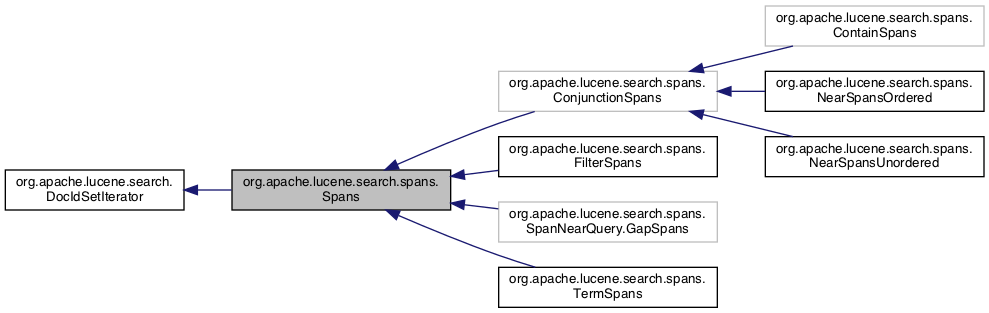 org.apache.lucene.search.
DocIdSetIterator
org.apache.lucene.search.spans.
Spans
org.apache.lucene.search.spans.
ConjunctionSpans
org.apache.lucene.search.spans.
FilterSpans
org.apache.lucene.search.spans.
SpanNearQuery.GapSpans
org.apache.lucene.search.spans.
TermSpans
org.apache.lucene.search.spans.
ContainSpans
org.apache.lucene.search.spans.
NearSpansOrdered
org.apache.lucene.search.spans.
NearSpansUnordered